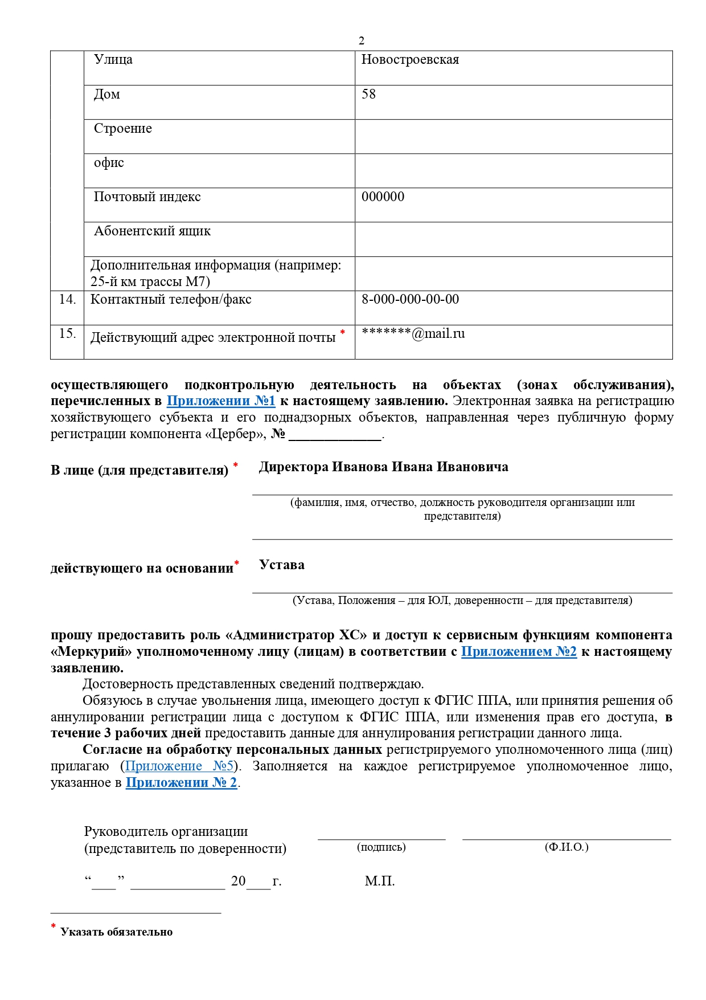 2
Улица Новостроевская
Дом 58
Строение
офис
Почтовый индекс 000000
Абонентский ящик
Дополнительная информация (например:
25-й км трассы М7)
14. Контактный телефон/факс 8-000-000-00-00
15. Действующий адрес электронной почты * *******@mail.ru
осуществляющего подконтрольную деятельность на объектах (зонах обслуживания),
перечисленных в Приложении №1 к настоящему заявлению. Электронная заявка на регистрацию
хозяйствующего субъекта и его поднадзорных объектов, направленная через публичную форму
регистрации компонента «Цербер», № _____________.
В лице (для представителя) * Директора Иванова Ивана Ивановича
(фамилия, имя, отчество, должность руководителя организации или
представителя)
действующего на основании* Устава
(Устава, Положения – для ЮЛ, доверенности – для представителя)
прошу предоставить роль «Администратор ХС» и доступ к сервисным функциям компонента
«Меркурий» уполномоченному лицу (лицам) в соответствии с Приложением №2 к настоящему
заявлению.
Достоверность представленных сведений подтверждаю.
Обязуюсь в случае увольнения лица, имеющего доступ к ФГИС ППА, или принятия решения об
аннулировании регистрации лица с доступом к ФГИС ППА, или изменения прав его доступа, в
течение 3 рабочих дней предоставить данные для аннулирования регистрации данного лица.
Согласие на обработку персональных данных регистрируемого уполномоченного лица (лиц)
прилагаю (Приложение №5). Заполняется на каждое регистрируемое уполномоченное лицо,
указанное в Приложении № 2.
Руководитель организации
(представитель по доверенности) (подпись) (Ф.И.О.)
“___” ____________ 20___г. М.П.
* Указать обязательно